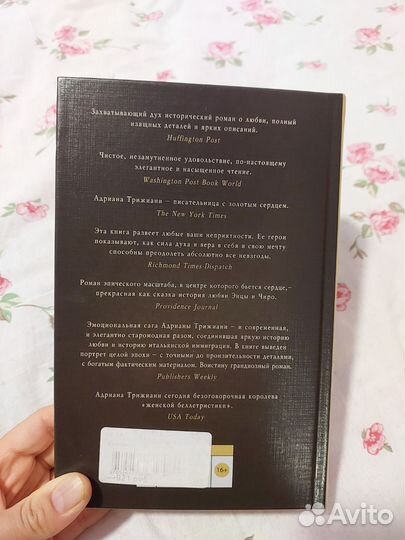 Захватывающий дух исторический роман о любви, полный
изящных деталей и ярких описаний.
Huffington Post
Чистое, незамутненное удовольствие, по-настоящему
элегантное и насыщенное чтение.
Washington Post Book World
Адриана Трижиани – писательница с золотым сердцем.
The New York Times
Эта книга развеет любые ваши неприятности. Ее герои
показывают, как сила духа и вера в себя и свою мечту
способны преодолеть абсолютно все невзгоды.
Richmond Times-Dispatch
Роман эпического масштаба, в центре которого бьется сердце,–
прекрасная как сказка история любви Энцы и Чиро.
Providence Journal
Эмоциональная сага Адрианы Трижиани – и современная,
и элегантно старомодная разом, соединившая яркую историю
любви и историю итальянской иммиграции. В книге выведен
портрет целой эпохи – с точными до пронзительности деталями,
с богатым фактическим материалом. Воистину грандиозный роман.
Publishers Weekly
Адриана Трижиани сегодня безоговорочная королева
«женской беллетристики».
USA Today
16+
Avito